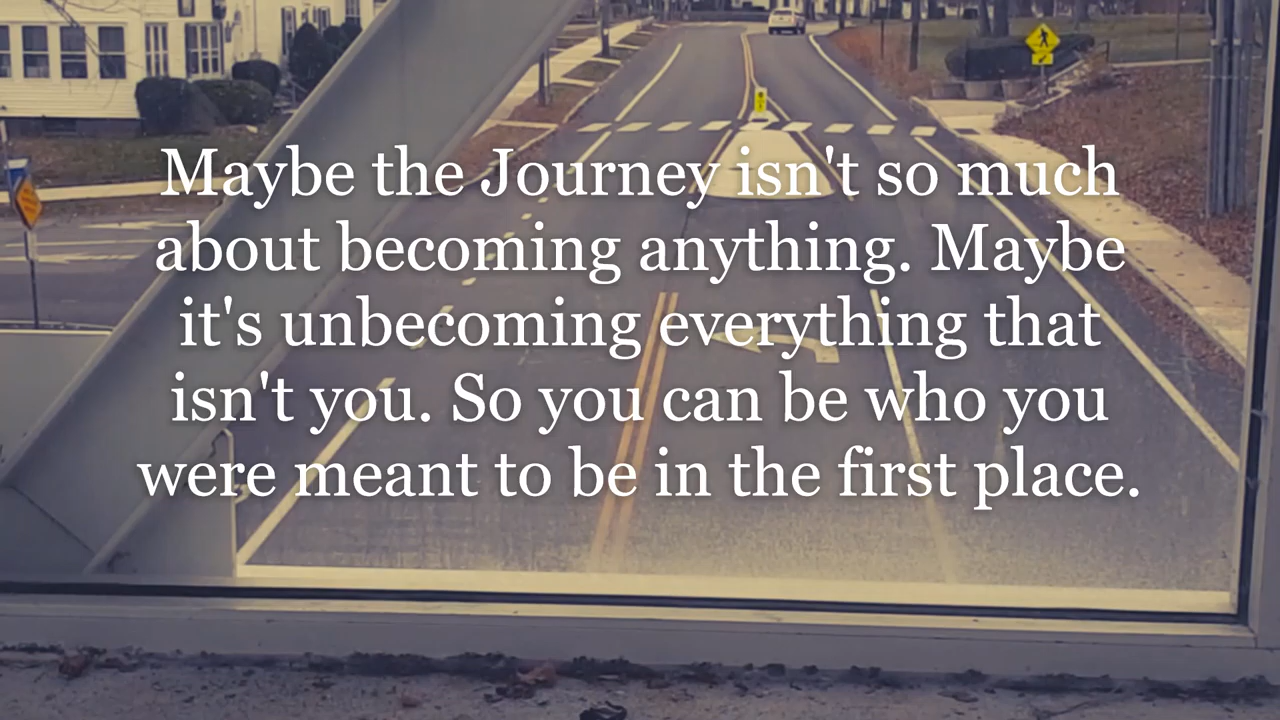 Maybe the Journey isn't so much
about becoming anything. Maybe
it's unbecoming everything that
isn't you. So you can be who you
were meant to be in the first place.